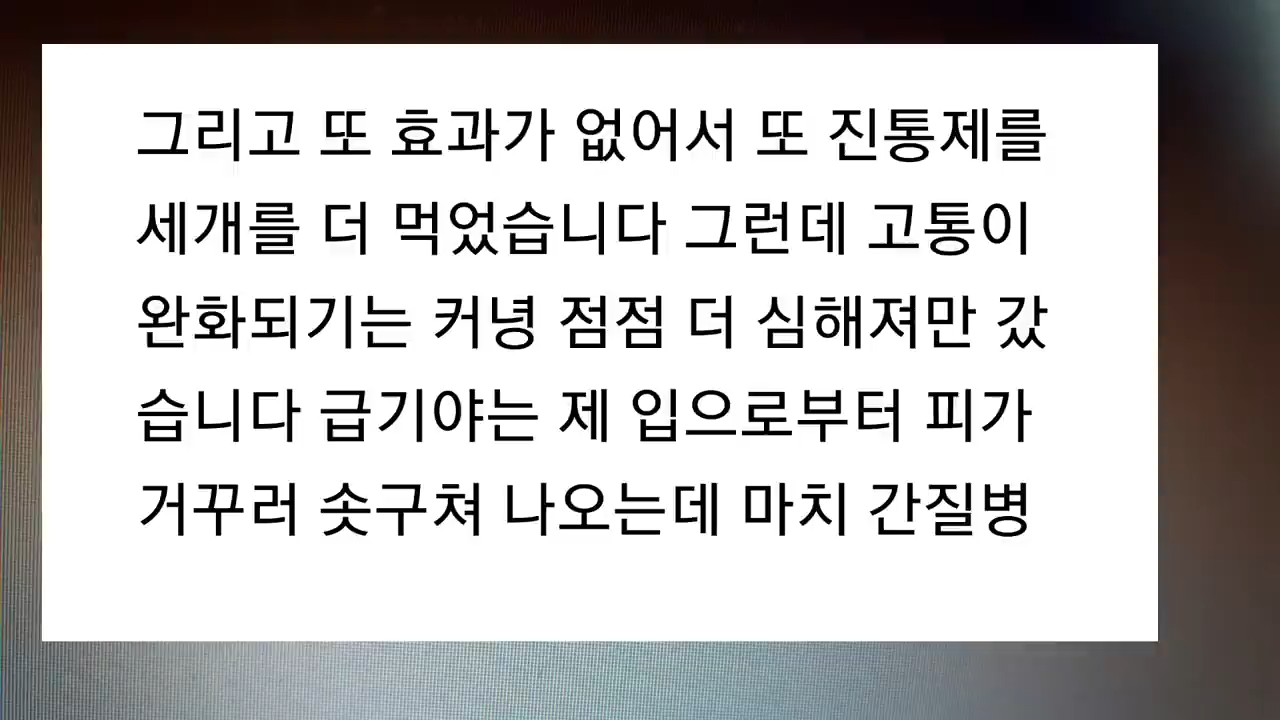 그리고 또 효과가 없어서 또 진통제를
세개를 더 먹었습니다 그런데 고통이
완화되기는 커녕 점점 더 심해져만 갔
습니다 급기야는 제 입으로부터 피가
거꾸러 솟구쳐 나오는데 마치 간질병